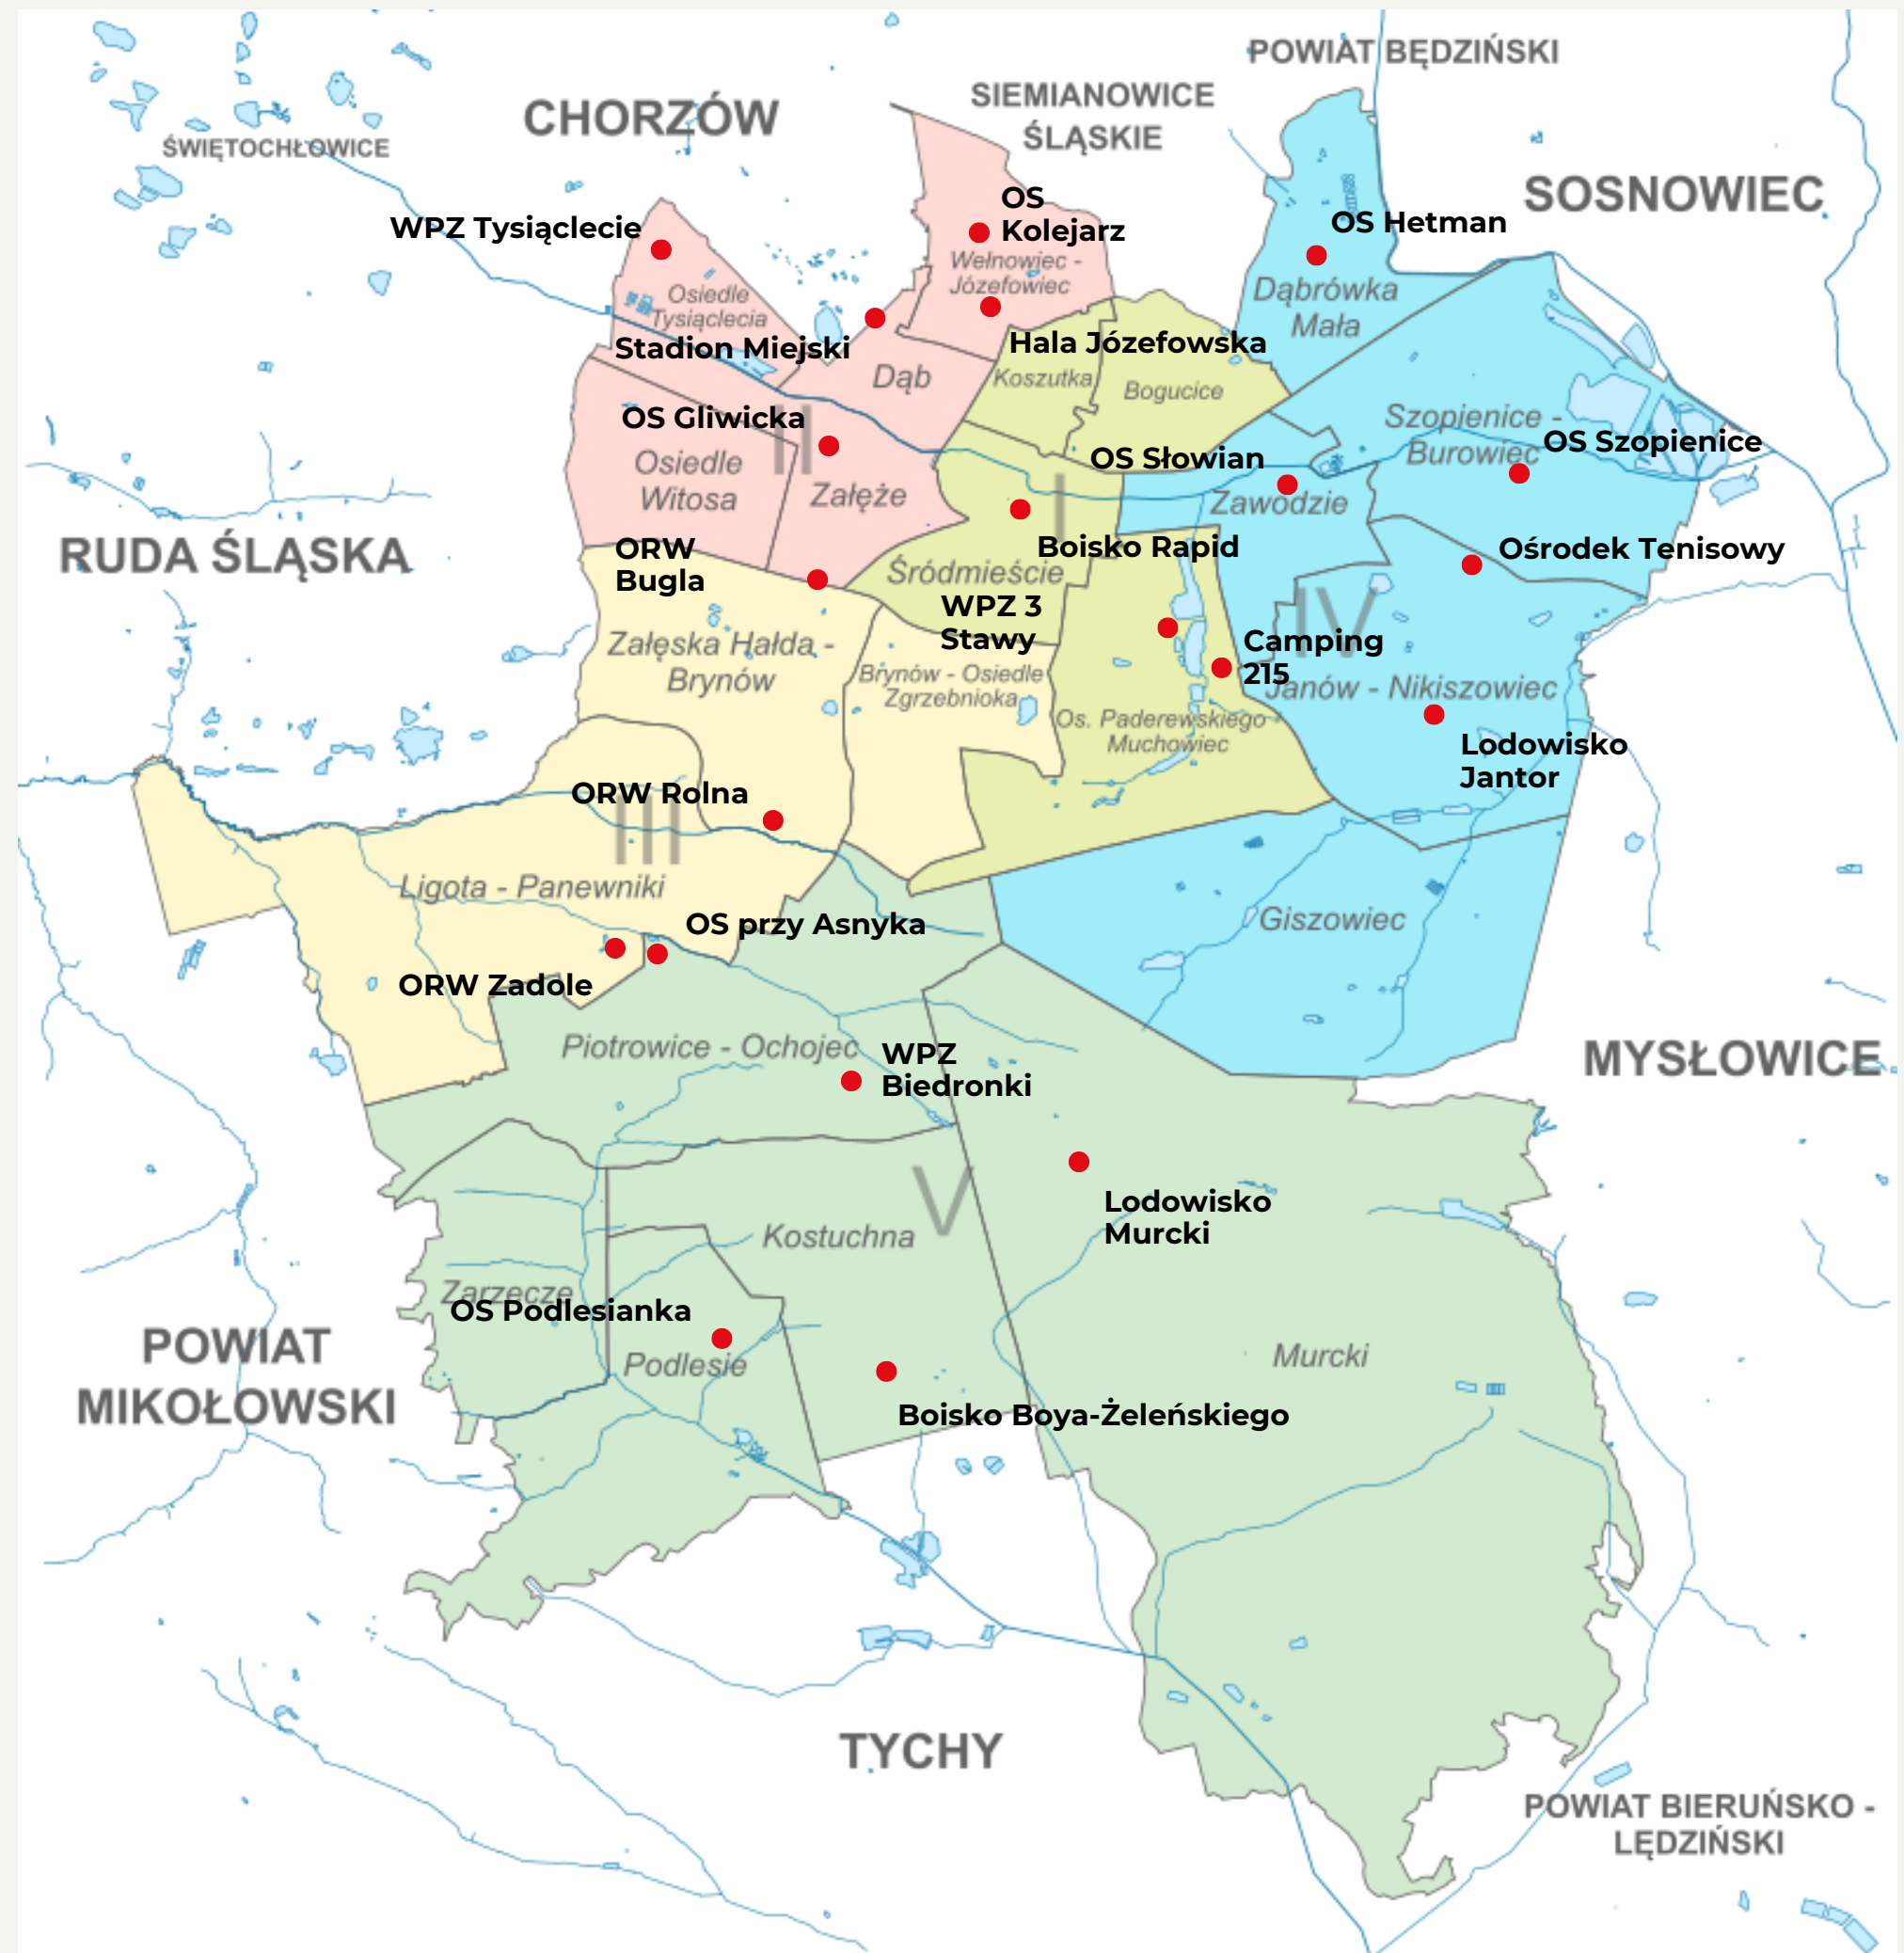 POWIAT BĘDZIŃSKI
SIEMIANOWICE
ŚLĄSKIE
CHORZÓW
ŚWIĘTOCHŁOWICE
SOSNOWIEC
OS
Kolejarz
WPZ Tysiąclecie
OS Hetman
Wełnowiec -
Józefowiec
Osiedle
Tysiąclecia
Dąbrówka
Mała
Stadion Miejski
Hala Józefowska
Dąb
Koszutka
Bogucice
OS Gliwicka
II
Szopienice -
Burowiec
OS Szopienice
Osiedle
Witosa
Załęże
OS Słowian
I
Zawodzie
RUDA ŚLĄSKA
ORW
Bugla
Boisko Rapid
Śródmieście
Ośrodek Tenisowy
WPZ 3
Stawy
IV
Camping
215
Załęska Hałda -
Brynów
Brynów - Osiedle
Zgrzebnioka
Janów - Nikiszowiec
Os. Paderewskiego -
Muchowiec
Lodowisko
Jantor
ORW Rolna
III
Ligota - Panewniki
OS przy Asnyka
Giszowiec
ORW Zadole
Piotrowice - Ochojec
WPZ
Biedronki
MYSŁOWICE
V
Lodowisko
Murcki
Kostuchna
Zarzecze
OS Podlesianka
Podlesie
Murcki
POWIAT
MIKOŁOWSKI
Boisko Boya-Żeleńskiego
TYCHY
POWIAT BIERUŃSKO -
LĘDZIŃSKI